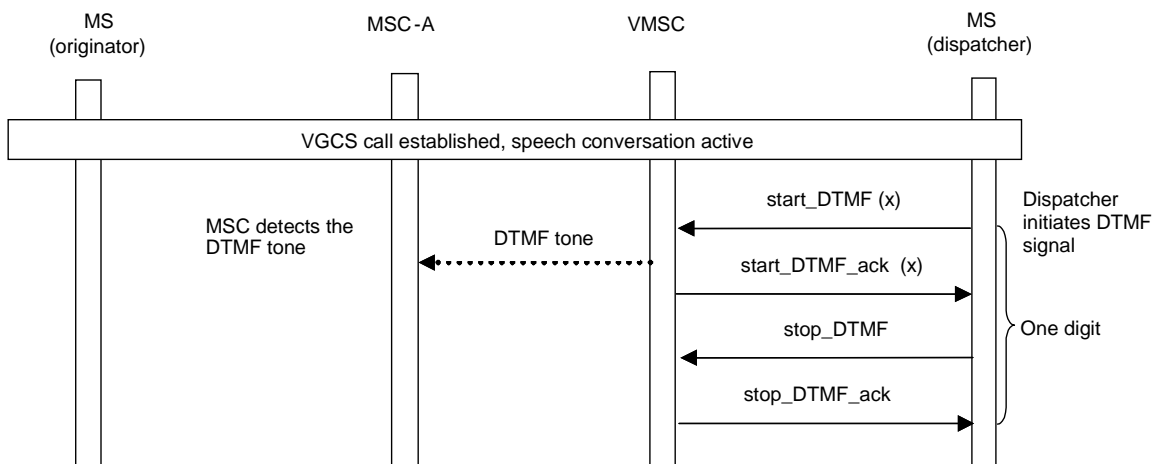 MS
(originator)
MSC-A
VMSC
MS
(dispatcher)
VGCS call established, speech conversation active
start_DTMF (x)
Dispatcher
initiates DTMF
signal
MSC detects the
DTMF tone
DTMF tone
start_DTMF_ack (x)
stop_DTMF
One digit
stop_DTMF_ack